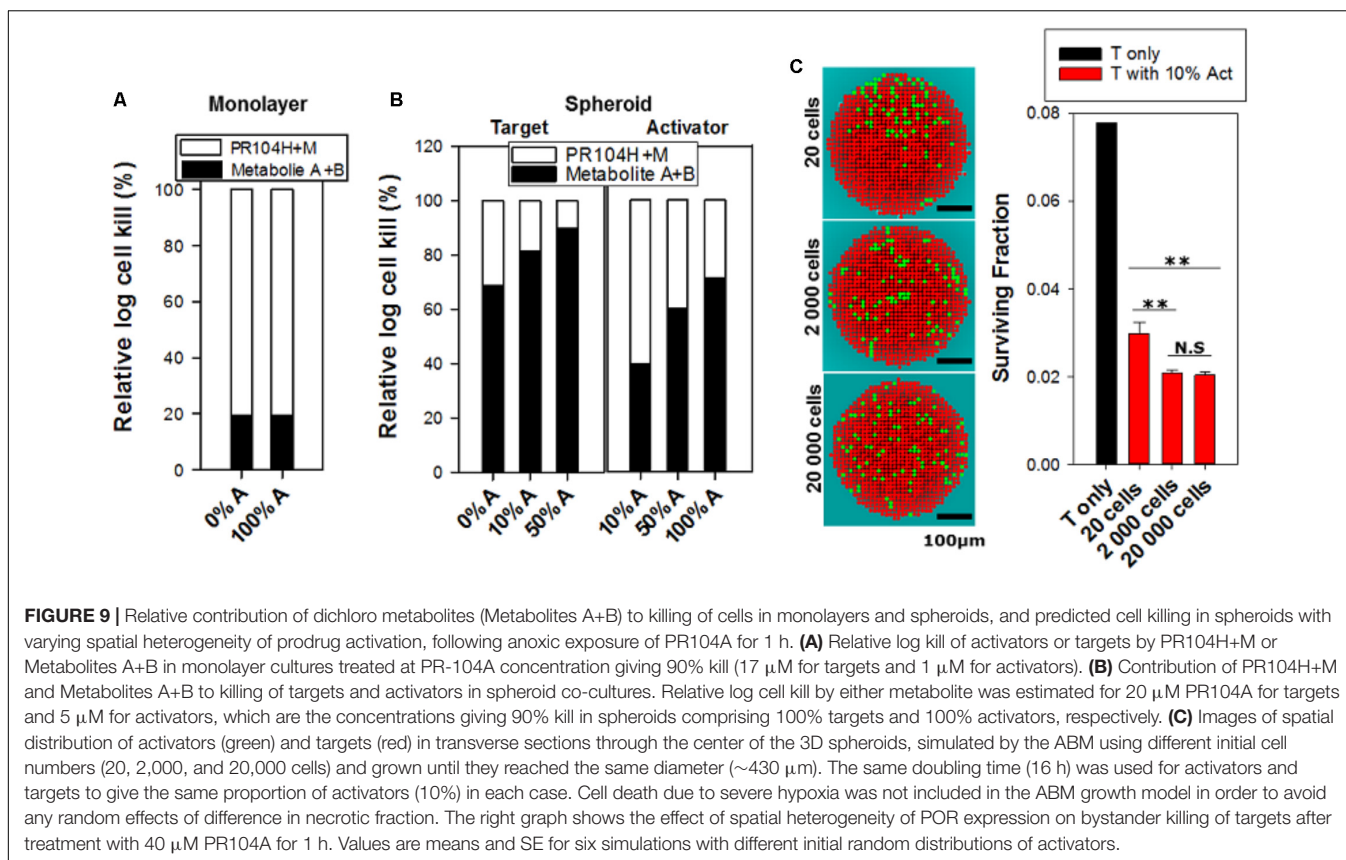 A
Monolayer
PR104H+M
Metabolie A+B
Relative log cell kill (%)
100
80
60
40
20
0
0% A
100% A
B
Spheroid
Target
Activator
PR104H+M
Metabolite A+B
Relative log cell kill (%)
120
100
80
60
40
20
0
0% A
10% A
50% A
10% A
50% A
100% A
C
20 cells
2 000 cells
20 000 cells
100µm
T only
T with 10% Act
Surviving Fraction
0.08
0.06
0.04
0.02
0.00
**
**
N.S
T only
20 cells
2 000 cells
20 000 cells
FIGURE 9 | Relative contribution of dichloro metabolites (Metabolites A+B) to killing of cells in monolayers and spheroids, and predicted cell killing in spheroids with
varying spatial heterogeneity of prodrug activation, following anoxic exposure of PR104A for 1 h. (A) Relative log kill of activators or targets by PR104H+M or
Metabolites A+B in monolayer cultures treated at PR-104A concentration giving 90% kill (17 µM for targets and 1 µM for activators). (B) Contribution of PR104H+M
and Metabolites A+B to killing of targets and activators in spheroid co-cultures. Relative log cell kill by either metabolite was estimated for 20 µM PR104A for targets
and 5 µM for activators, which are the concentrations giving 90% kill in spheroids comprising 100% targets and 100% activators, respectively. (C) Images of spatial
distribution of activators (green) and targets (red) in transverse sections through the center of the 3D spheroids, simulated by the ABM using different initial cell
numbers (20, 2,000, and 20,000 cells) and grown until they reached the same diameter (~430 µm). The same doubling time (16 h) was used for activators and
targets to give the same proportion of activators (10%) in each case. Cell death due to severe hypoxia was not included in the ABM growth model in order to avoid
any random effects of difference in necrotic fraction. The right graph shows the effect of spatial heterogeneity of POR expression on bystander killing of targets after
treatment with 40 µM PR104A for 1 h. Values are means and SE for six simulations with different initial random distributions of activators.